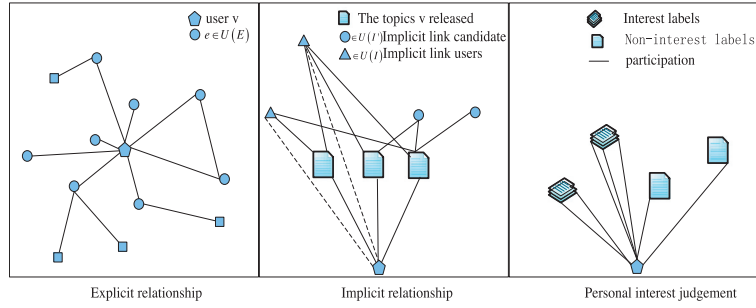 user v
e∈U(E)
The topics v released
∈U(I')Implicit link candidate
∈U(I)Implicit link users
Interest labels
Non-interest labels
participation
Explicit relationship
Implicit relationship
Personal interest judgement